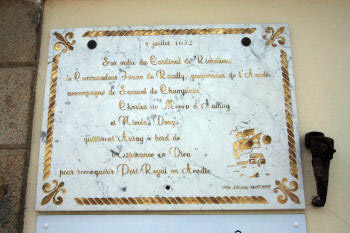 4 juillet 1632
Sur ordre du Cardinal de Richelieu
le Commandeur Isaac de Razilly, gouverneur de l'Acadie
accompagné de Samuel de Champlain
Charles de Menou d'Aulnay
et Nicolas Denys
quittèrent Auray à bord de
l'Espérance en Dieu
pour reconquérir Port Royal en Acadie